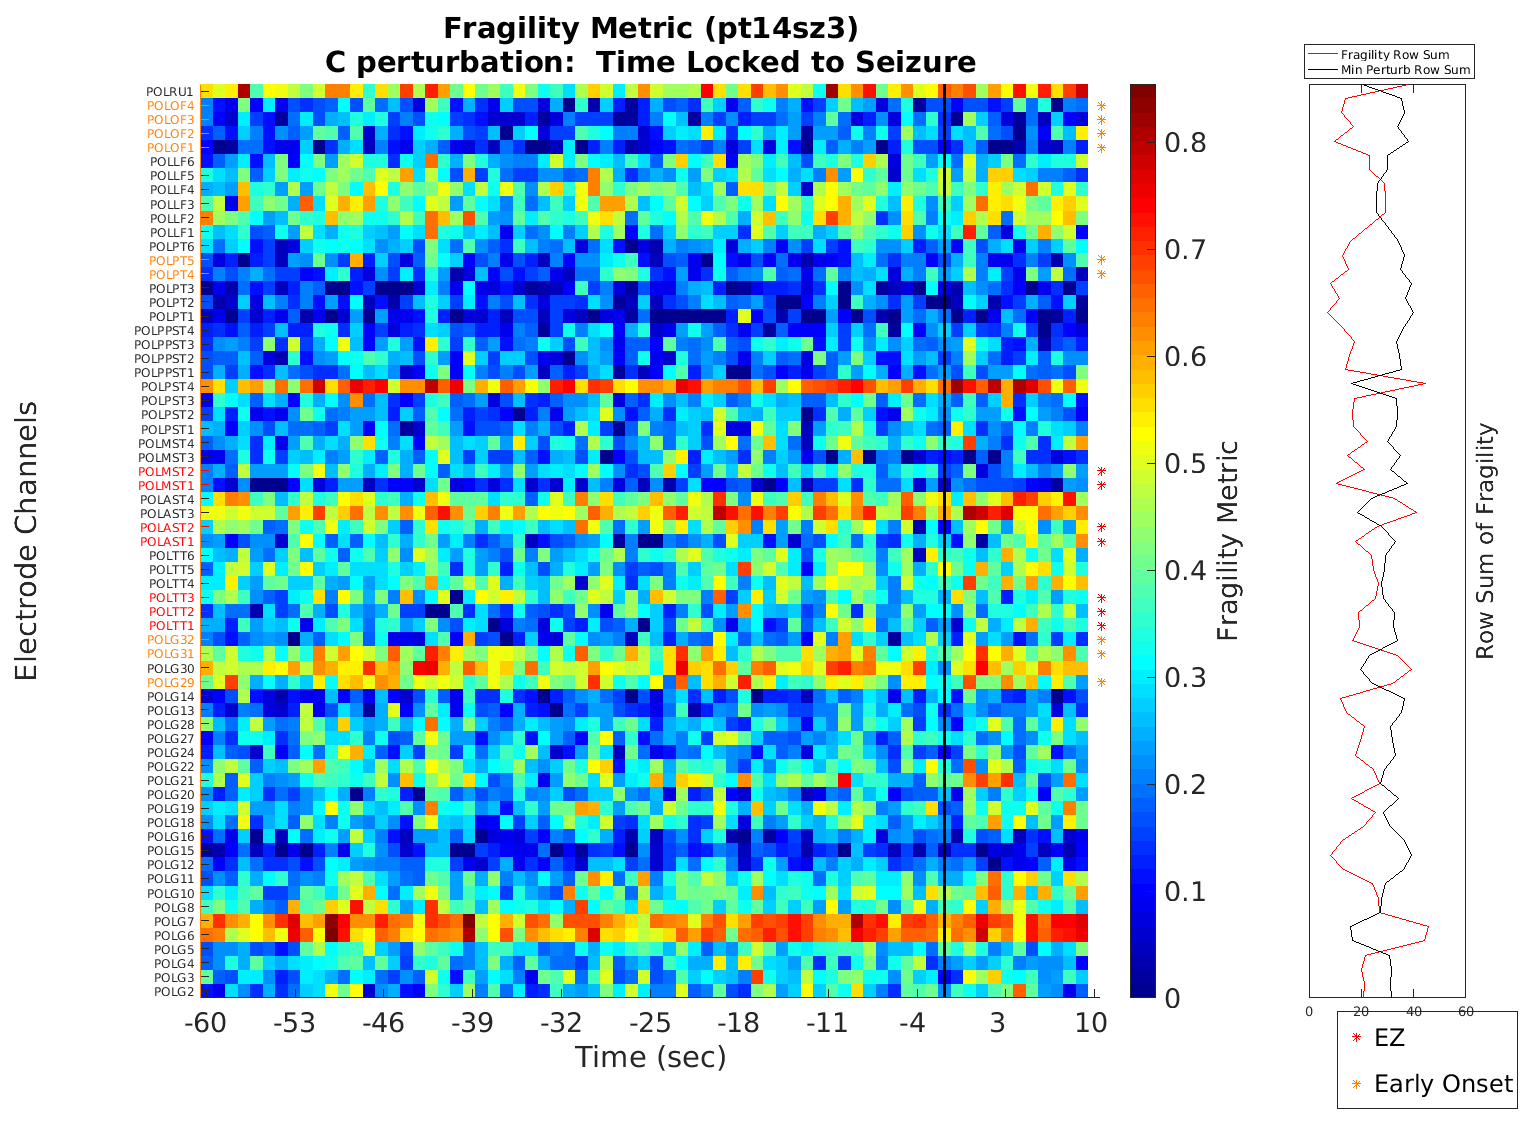 Fragility Metric (pt14sz3)
C perturbation:  Time Locked to Seizure
Electrode Channels
POLRU1
POLOF4
POLOF3
POLOF2
POLOF1
POLLF6
POLLF5
POLLF4
POLLF3
POLLF2
POLLF1
POLPT6
POLPT5
POLPT4
POLPT3
POLPT2
POLPT1
POLPPST4
POLPPST3
POLPPST2
POLPPST1
POLPST4
POLPST3
POLPST2
POLPST1
POLMST4
POLMST3
POLMST2
POLMST1
POLAST4
POLAST3
POLAST2
POLAST1
POLTT6
POLTT5
POLTT4
POLTT3
POLTT2
POLTT1
POLG32
POLG31
POLG30
POLG29
POLG14
POLG13
POLG28
POLG27
POLG24
POLG22
POLG21
POLG20
POLG19
POLG18
POLG16
POLG15
POLG12
POLG11
POLG10
POLG8
POLG7
POLG6
POLG5
POLG4
POLG3
POLG2
-60 -53 -46 -39 -32 -25 -18 -11 -4 3 10
Time (sec)
0.8
0.7
0.6
0.5
0.4
0.3
0.2
0.1
0
Fragility Metric
Fragility Row Sum
Min Perturb Row Sum
0 20 40 60
Row Sum of Fragility
EZ
Early Onset